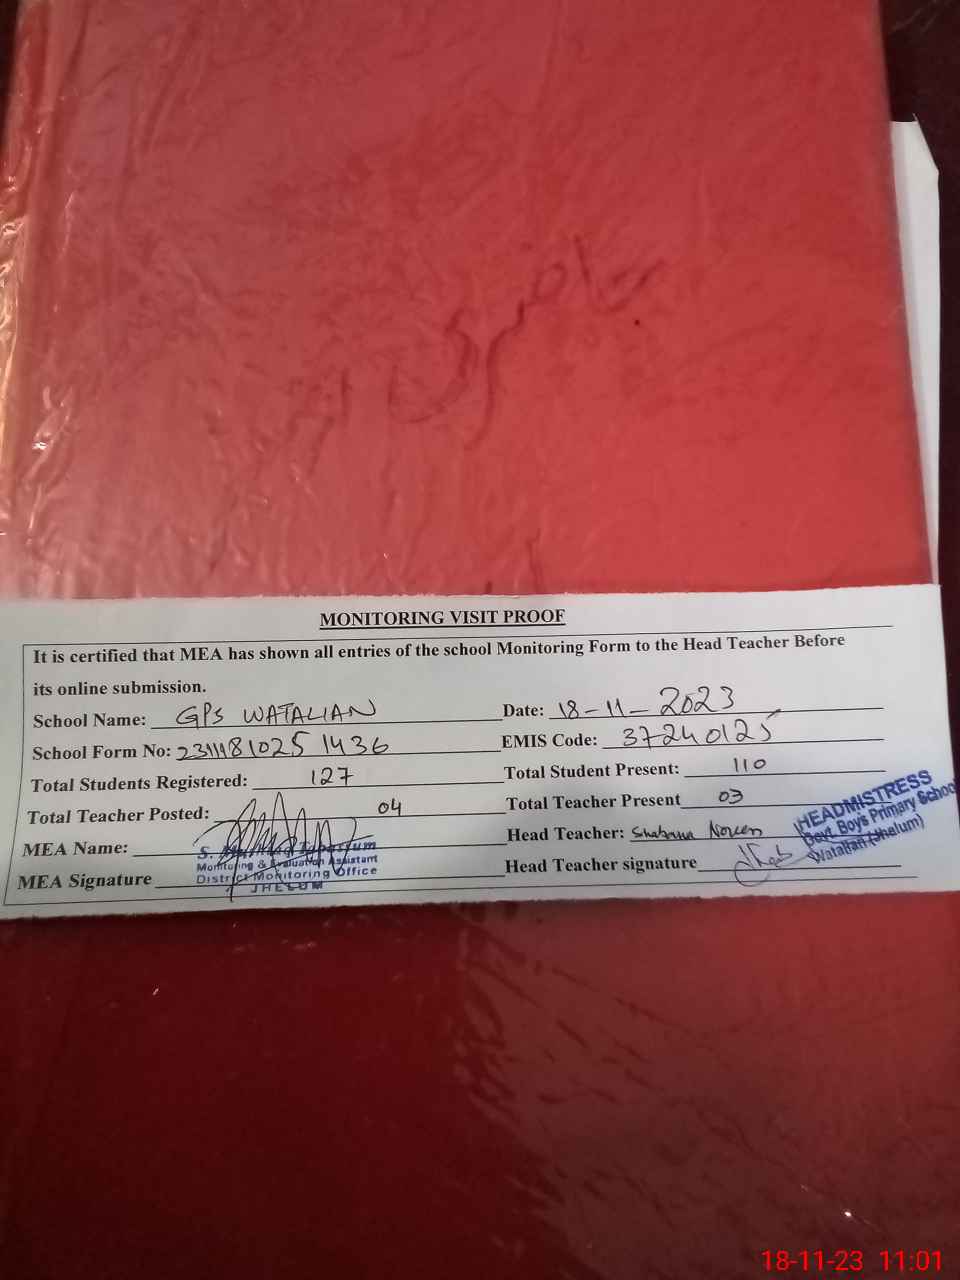 MONITORING VISIT PROOF
It is certified that MEA has shown all entries of the school Monitoring Form to the Head Teacher Before
its online submission.
School Name: GPS WATALIAN Date: 18-11-2023
School Form No: EMIS Code: 37240125
Total Students Registered: 127 Total Student Present: 110
Total Teacher Posted: 04 Total Teacher Present 03
MEA Name: Head Teacher: Shabana Noreen
MEA Signature Head Teacher signature
S. Tabassum
Monitoring & Evaluation Assistant
District Monitoring Office
JHELUM
HEADMISTRESS
Govt. Boys Primary School
Watalian (Jhelum)
18-11-23 11:01